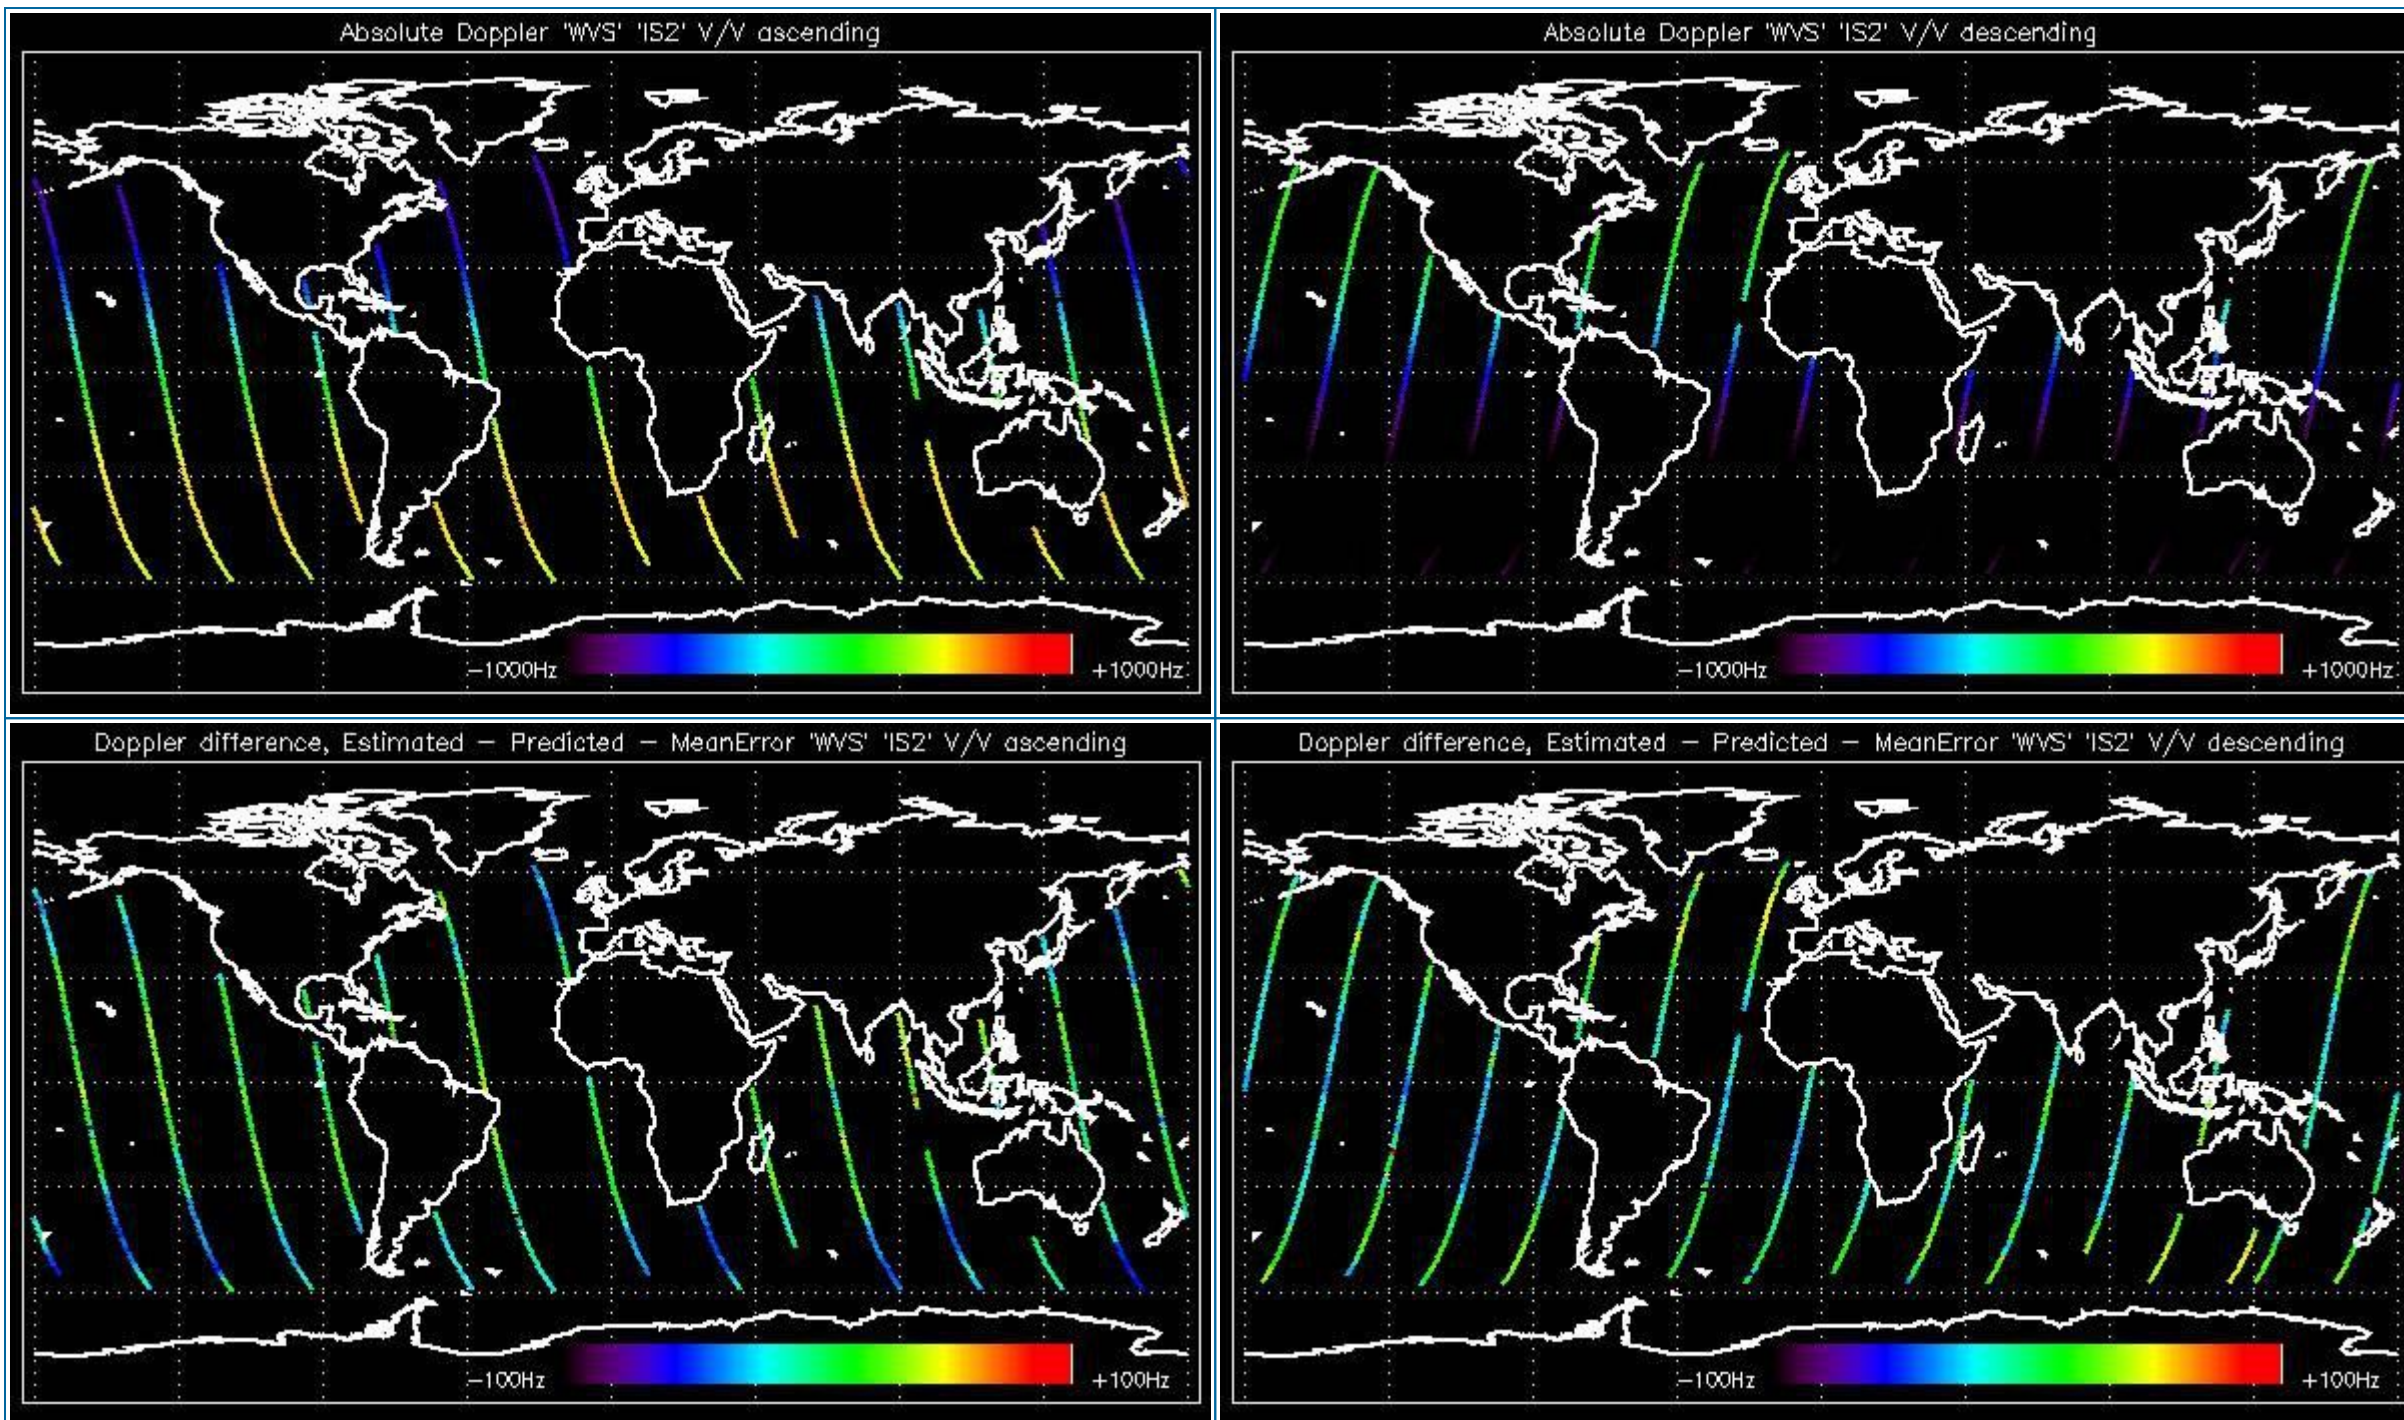 Absolute Doppler 'WVS' 'IS2' V/V ascending
-1000Hz
+1000Hz
Absolute Doppler 'WVS' 'IS2' V/V descending
-1000Hz
+1000Hz
Doppler difference, Estimated - Predicted - MeanError 'WVS' 'IS2' V/V ascending
-100Hz
+100Hz
Doppler difference, Estimated - Predicted - MeanError 'WVS' 'IS2' V/V descending
-100Hz
+100Hz